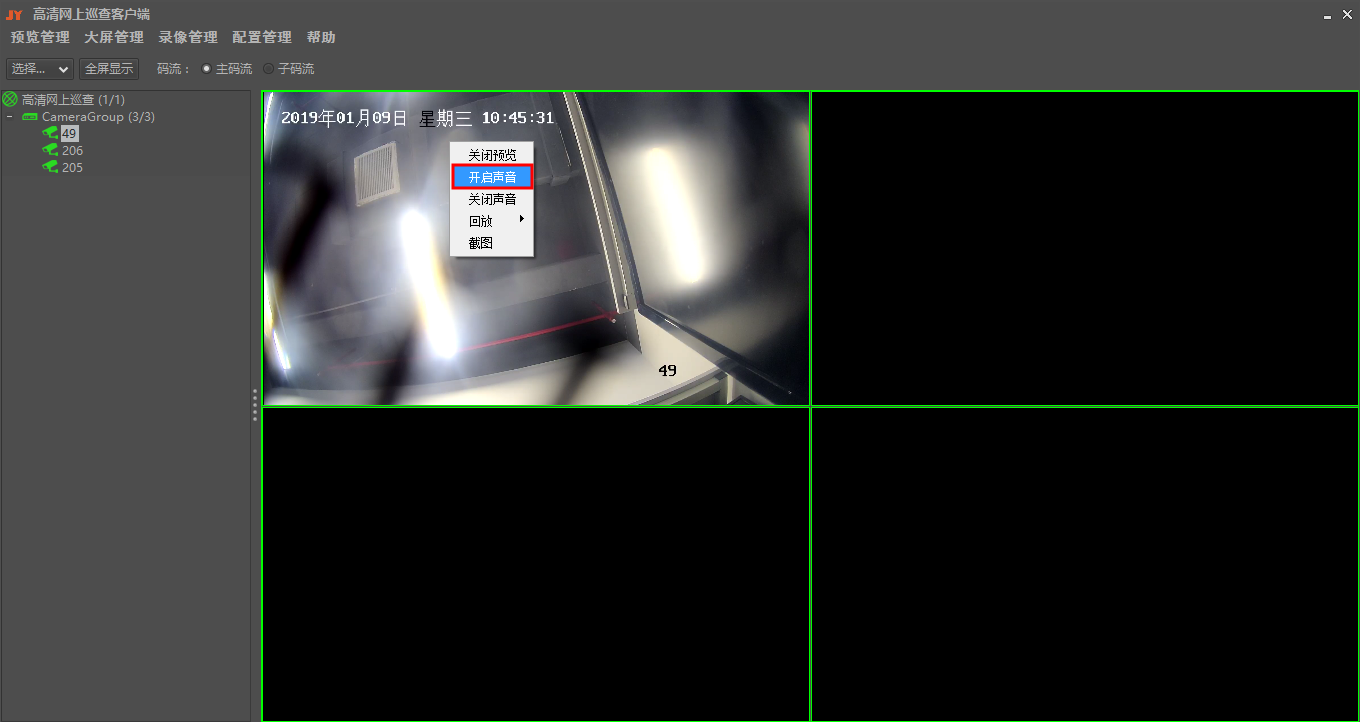 JY 高清网上巡查客户端
预览管理 大屏管理 录像管理 配置管理 帮助
选择... 全屏显示 码流： 主码流 子码流
高清网上巡查 (1/1)
CameraGroup (3/3)
49
206
205
2019年01月09日 星期三 10:45:31
关闭预览
开启声音
关闭声音
回放
截图
49